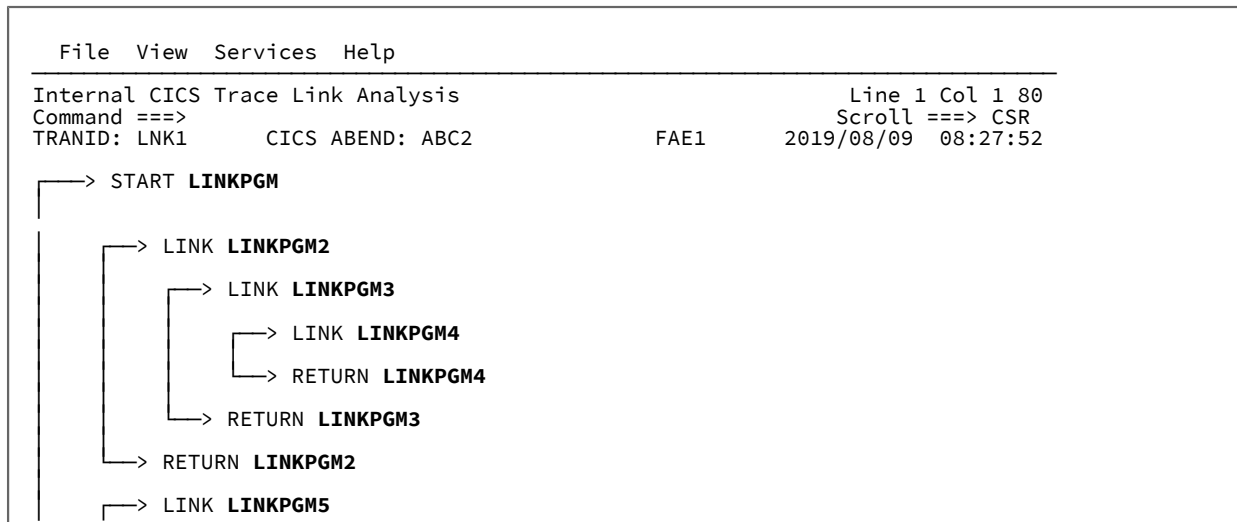 File View Services Help
Internal CICS Trace Link Analysis Line 1 Col 1 80
Command ===> Scroll ===> CSR
TRANID: LNK1 CICS ABEND: ABC2 FAE1 2019/08/09 08:27:52
> START LINKPGM
> LINK LINKPGM2
> LINK LINKPGM3
> LINK LINKPGM4
> RETURN LINKPGM4
> RETURN LINKPGM3
> RETURN LINKPGM2
> LINK LINKPGM5